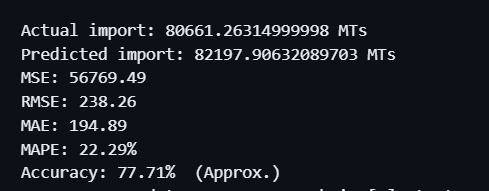 Actual import: 80661.26314999998 MTs
Predicted import: 82197.90632089703 MTs
MSE: 56769.49
RMSE: 238.26
MAE: 194.89
MAPE: 22.29%
Accuracy: 77.71%  (Approx.)